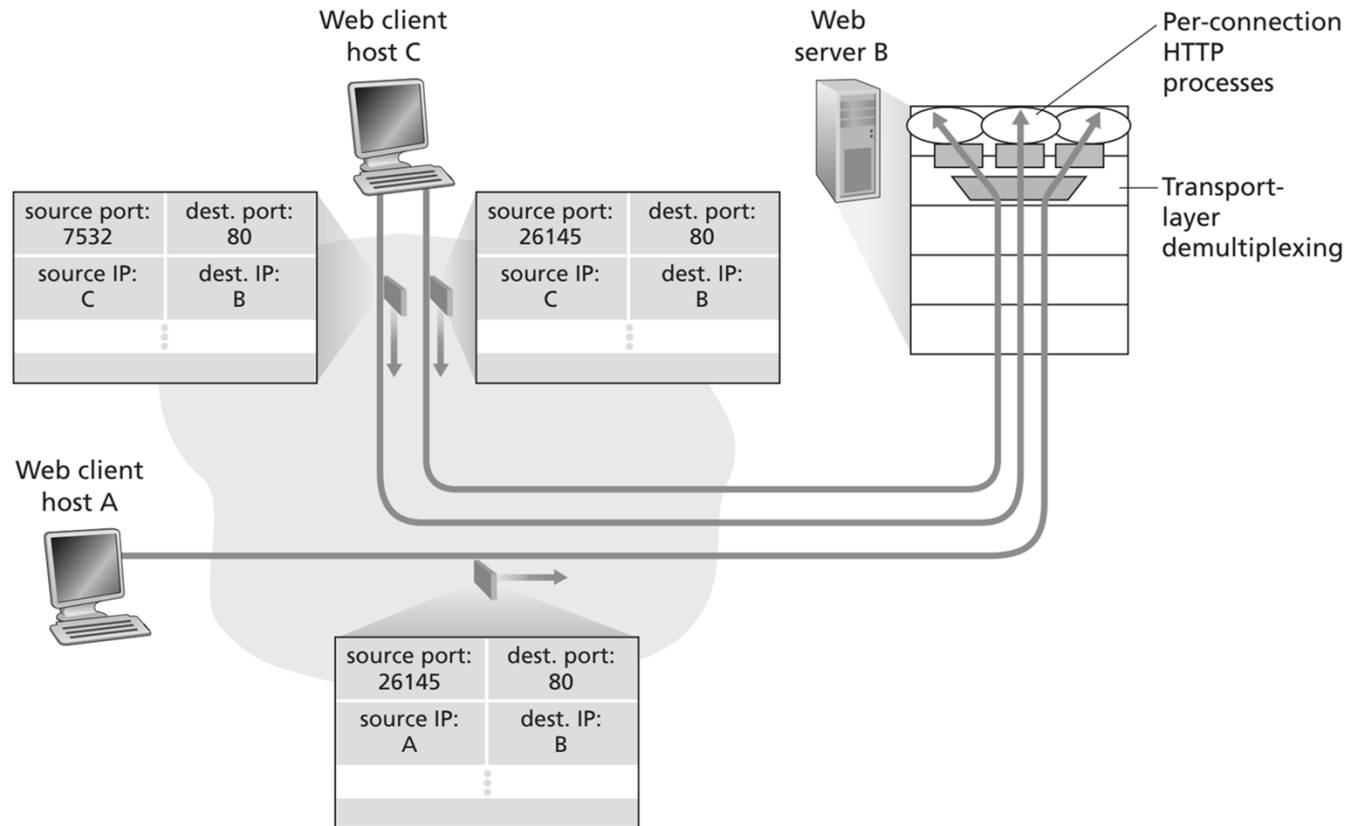 Web client
host C
Web
server B
Per-connection
HTTP
processes
Transport-
layer
demultiplexing
source port:
7532
dest. port:
80
source IP:
C
dest. IP:
B
source port:
26145
dest. port:
80
source IP:
C
dest. IP:
B
Web client
host A
source port:
26145
dest. port:
80
source IP:
A
dest. IP:
B